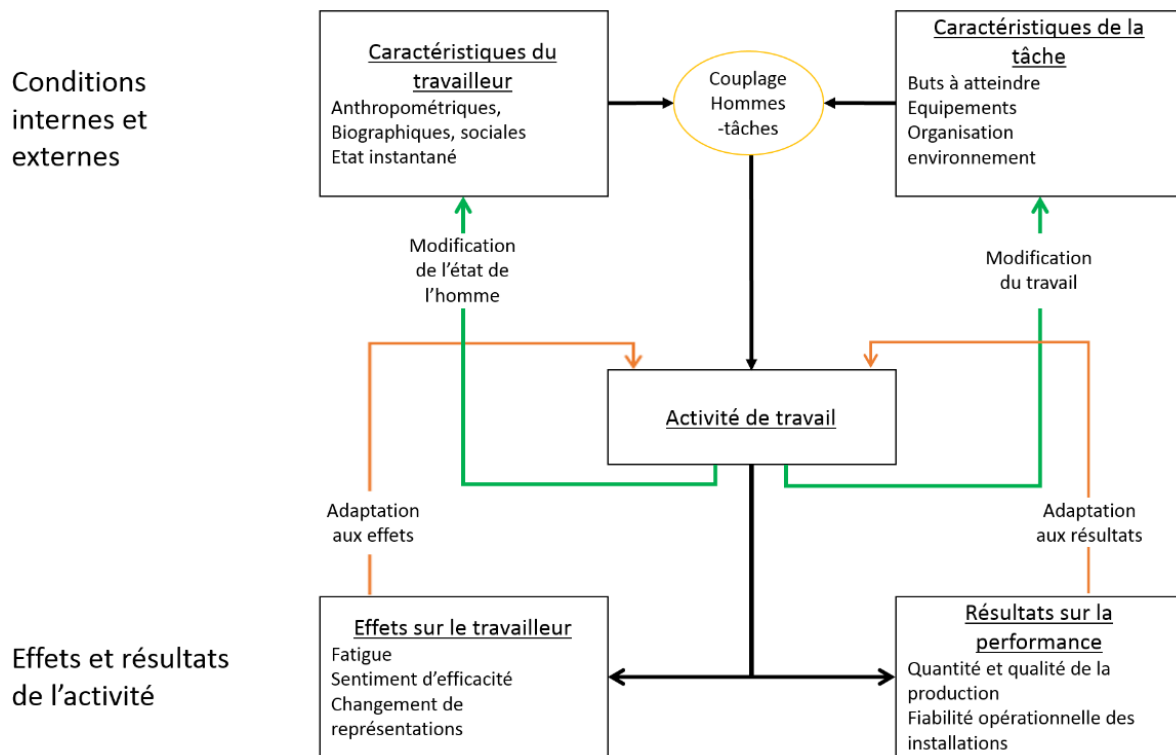 Conditions
internes et
externes
Caractéristiques du
travailleur
Anthropométriques,
Biographiques, sociales
Etat instantané
Couplage
Hommes
-tâches
Caractéristiques de la
tâche
Buts à atteindre
Equipements
Organisation
environnement
Modification
de l'état de
l'homme
Modification
du travail
Activité de travail
Adaptation
aux effets
Adaptation
aux résultats
Effets et résultats
de l'activité
Effets sur le travailleur
Fatigue
Sentiment d'efficacité
Changement de
représentations
Résultats sur la
performance
Quantité et qualité de la
production
Fiabilité opérationnelle des
installations